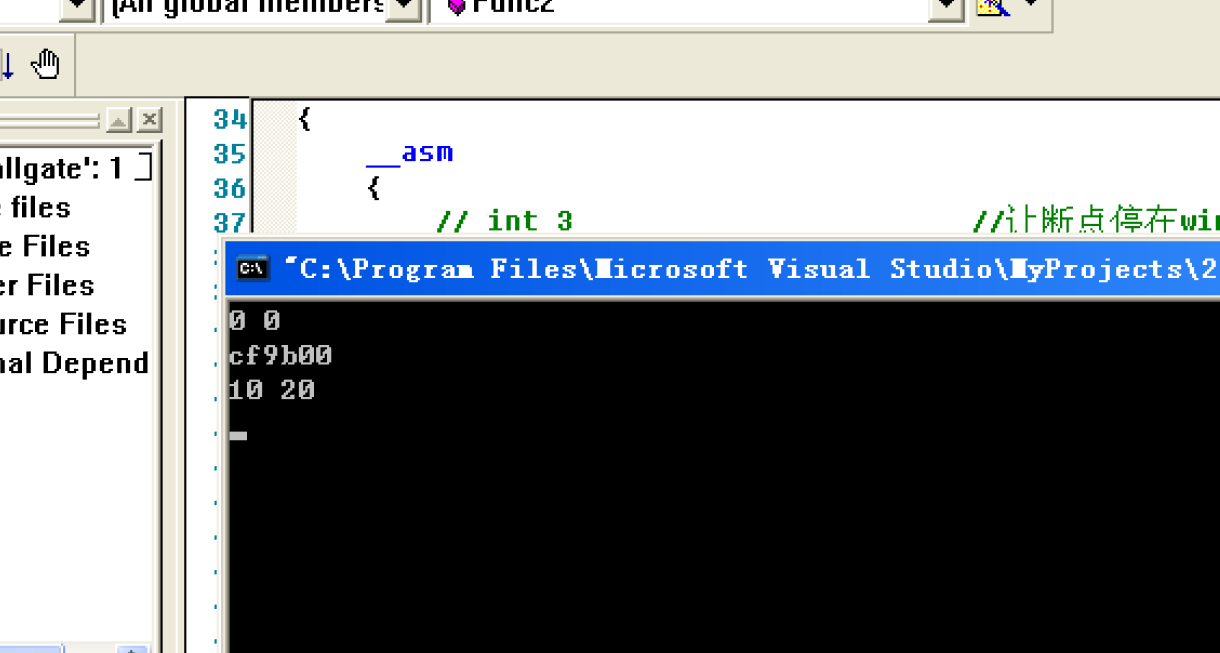 [All global members
Func2
allgate': 1
files
e Files
er Files
urce Files
nal Depend
34 {
35 __asm
36 {
37 // int 3 //让断点停在win
"C:\Program Files\Microsoft Visual Studio\MyProjects\2
0 0
cf9b00
10 20